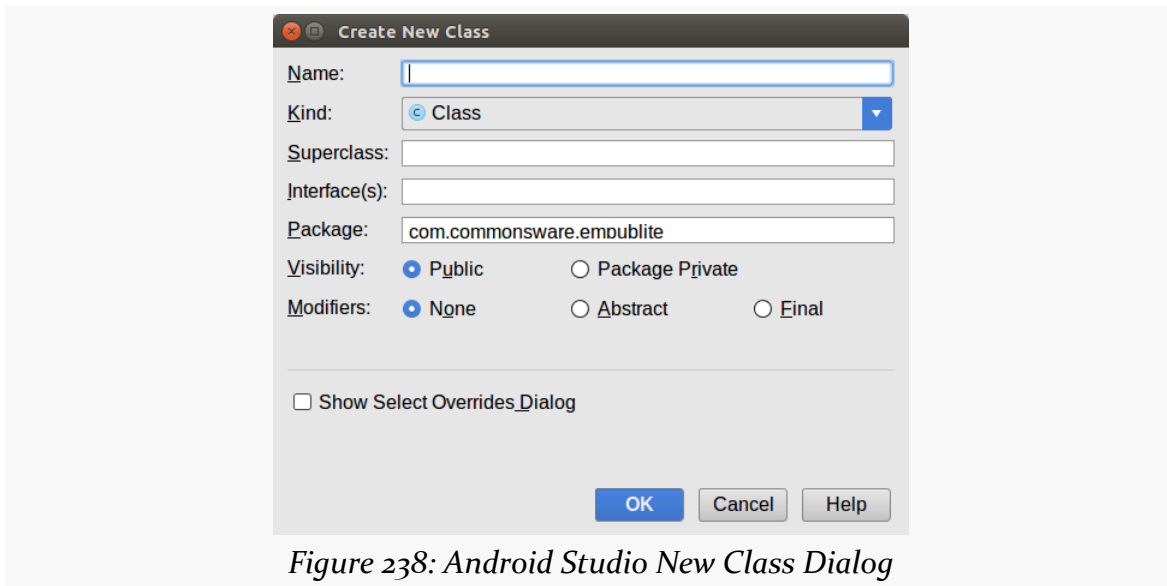 Create New Class
Name:
Kind: C Class
Superclass:
Interface(s):
Package: com.commonsware.empublite
Visibility: Public Package Private
Modifiers: None Abstract Final
Show Select Overrides Dialog
OK Cancel Help
Figure 238: Android Studio New Class Dialog